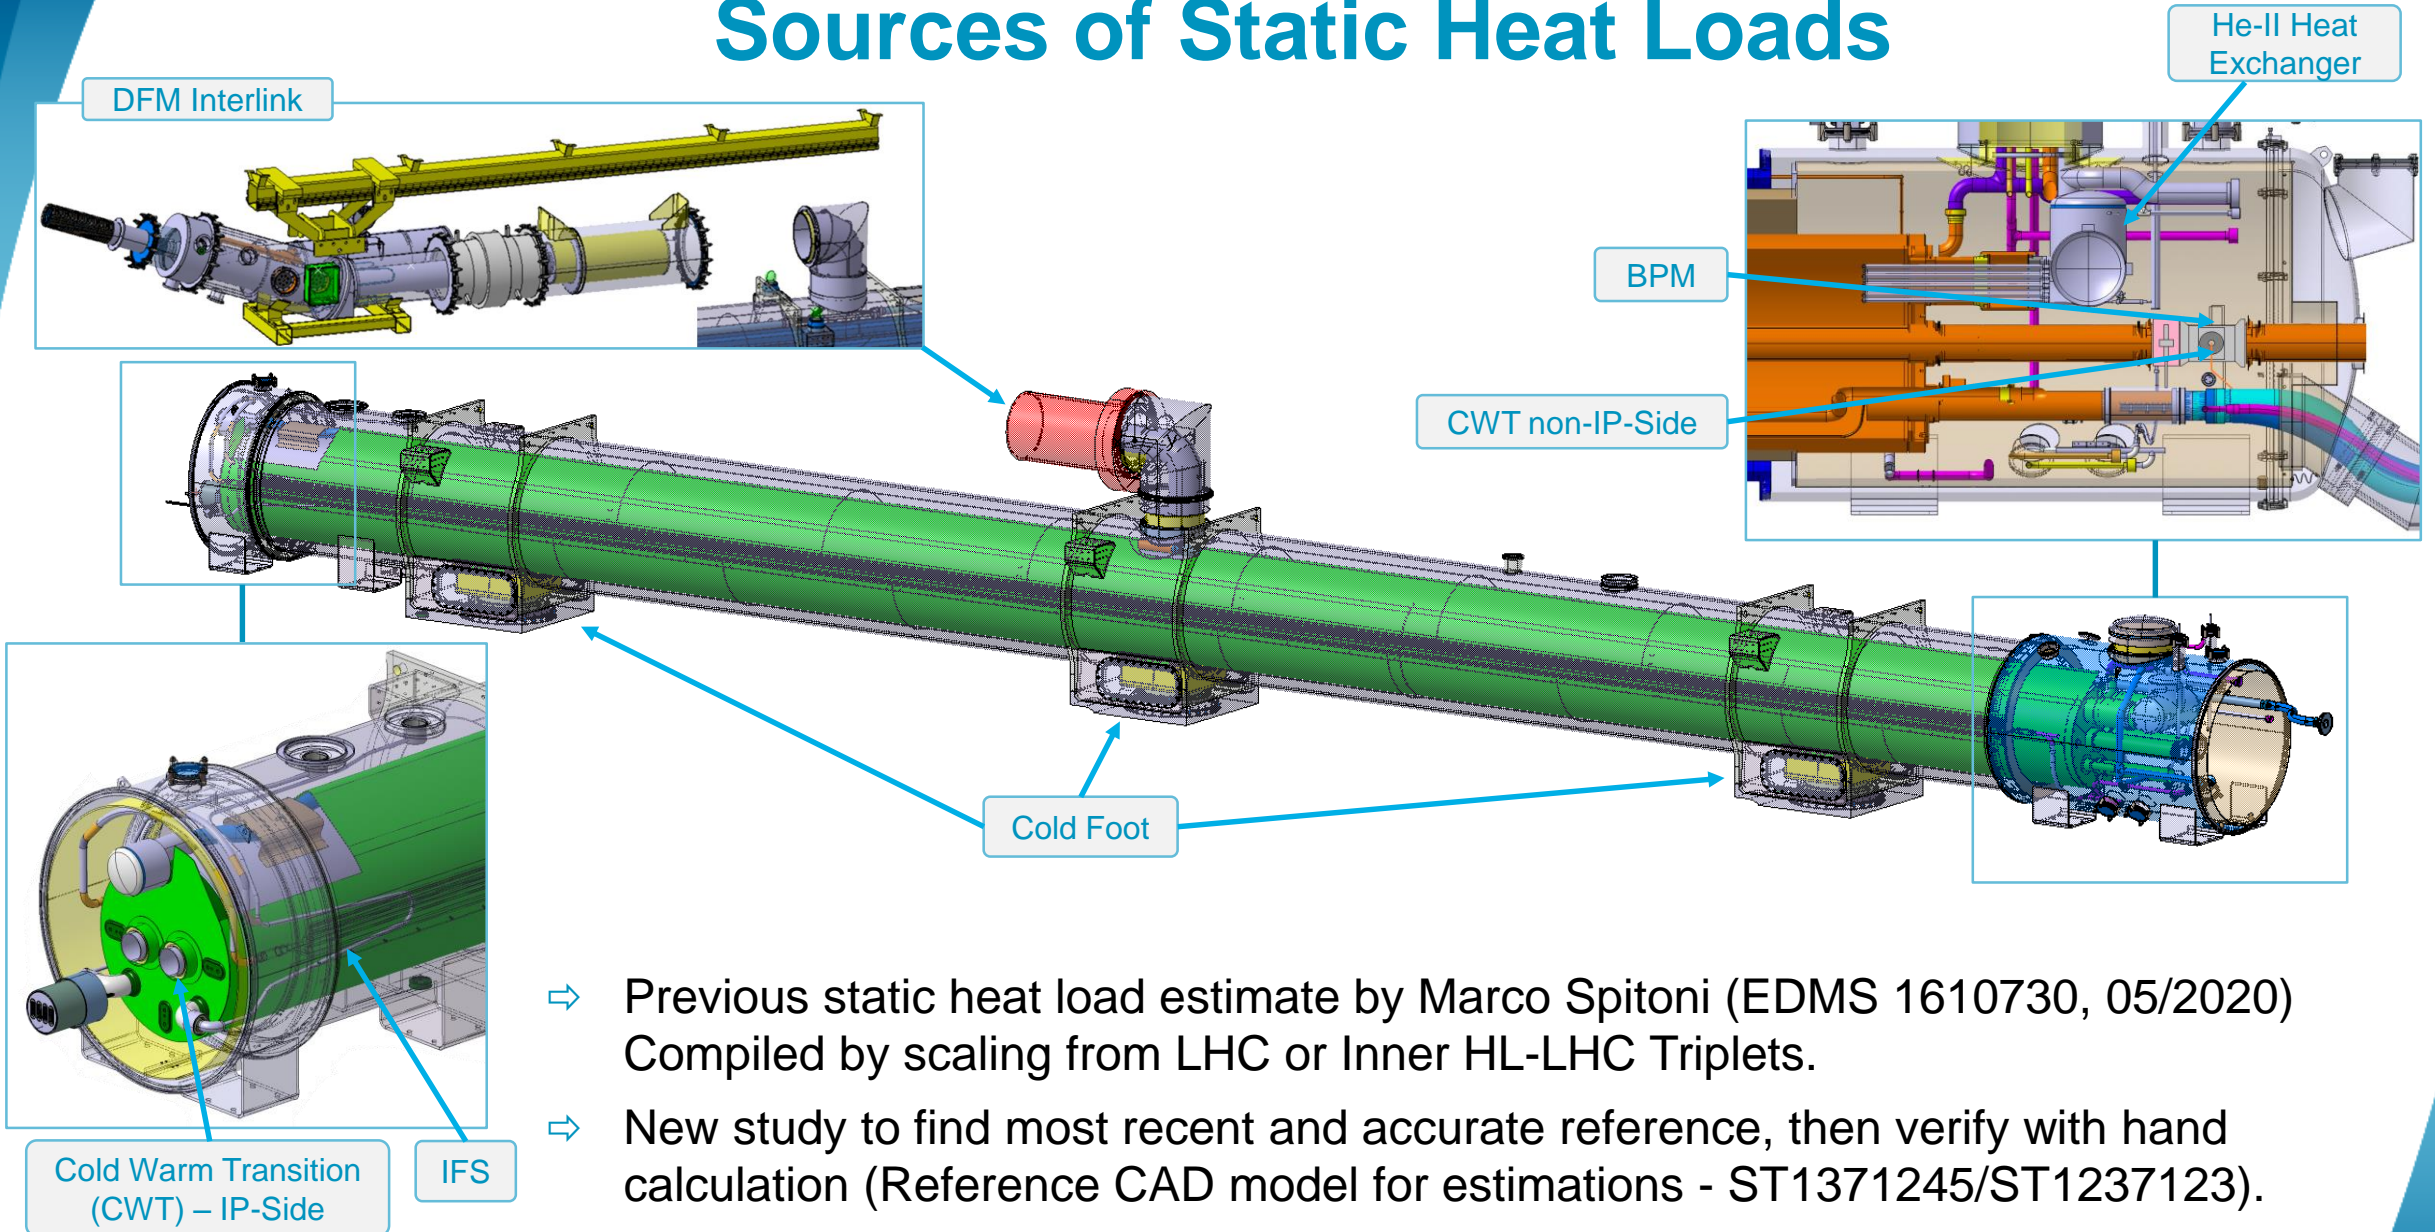 Sources of Static Heat Loads
He-II Heat
Exchanger
DFM Interlink
BPM
CWT non-IP-Side
Cold Foot
Cold Warm Transition
(CWT) – IP-Side
IFS
⇨ Previous static heat load estimate by Marco Spitoni (EDMS 1610730, 05/2020)
Compiled by scaling from LHC or Inner HL-LHC Triplets.
⇨ New study to find most recent and accurate reference, then verify with hand
calculation (Reference CAD model for estimations - ST1371245/ST1237123).